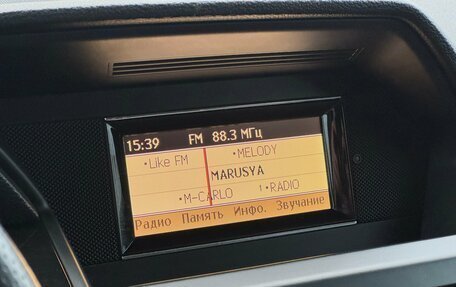 15:39 FM 88.3 МГц
•Like FM •MELODY
MARUSYA
•M-CARLO •RADIO
Радио Память Инфо. Звучание